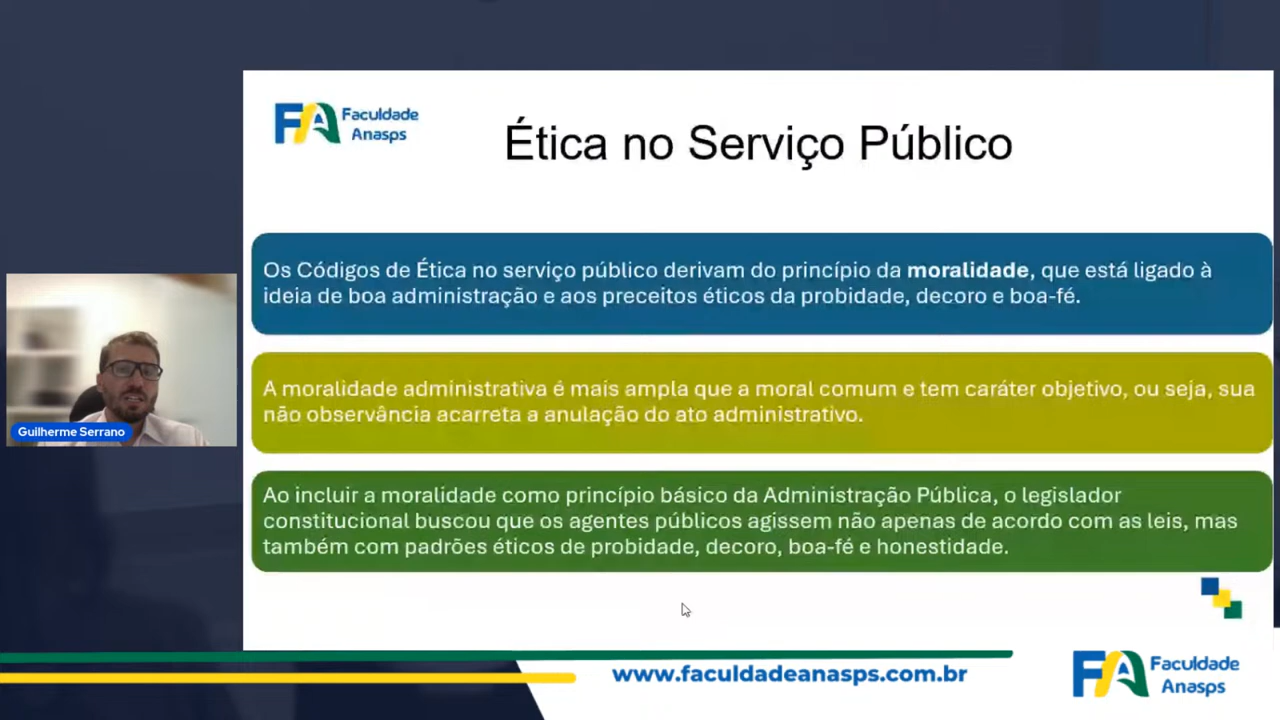 Faculdade
Anasps
Ética no Serviço Público
Os Códigos de Ética no serviço público derivam do princípio da moralidade, que está ligado à
ideia de boa administração e aos preceitos éticos da probidade, decoro e boa-fé.
A moralidade administrativa é mais ampla que a moral comum e tem caráter objetivo, ou seja, sua
não observância acarreta a anulação do ato administrativo.
Ao incluir a moralidade como princípio básico da Administração Pública, o legislador
constitucional buscou que os agentes públicos agissem não apenas de acordo com as leis, mas
também com padrões éticos de probidade, decoro, boa-fé e honestidade.
Guilherme Serrano
www.faculdadeanasps.com.br
Faculdade
Anasps